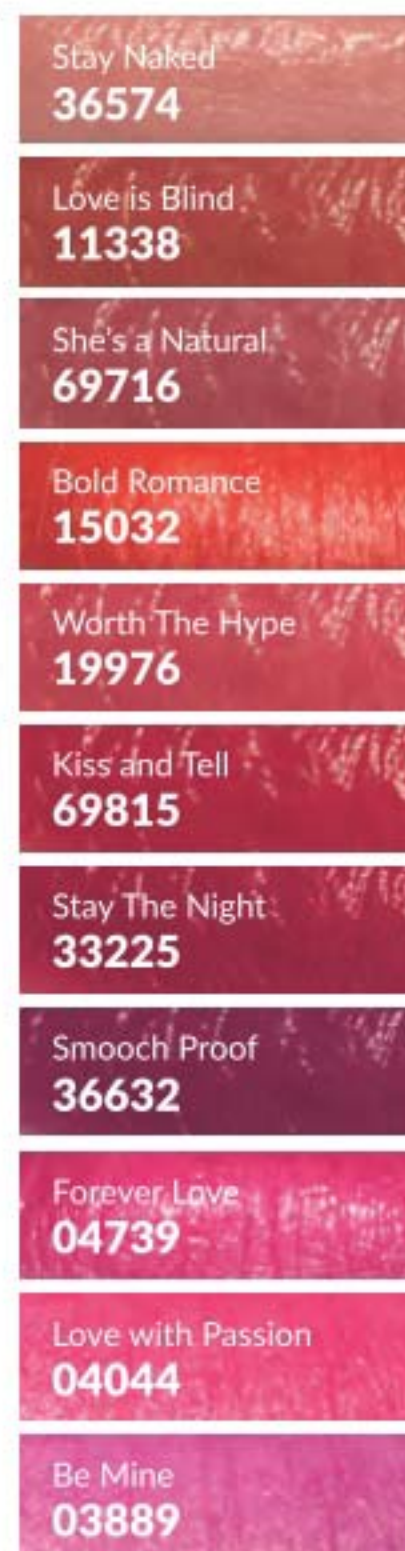 Stay Naked
36574
Love is Blind
11338
She's a Natural
69716
Bold Romance
15032
Worth The Hype
19976
Kiss and Tell
69815
Stay The Night
33225
Smooch Proof
36632
Forever Love
04739
Love with Passion
04044
Be Mine
03889